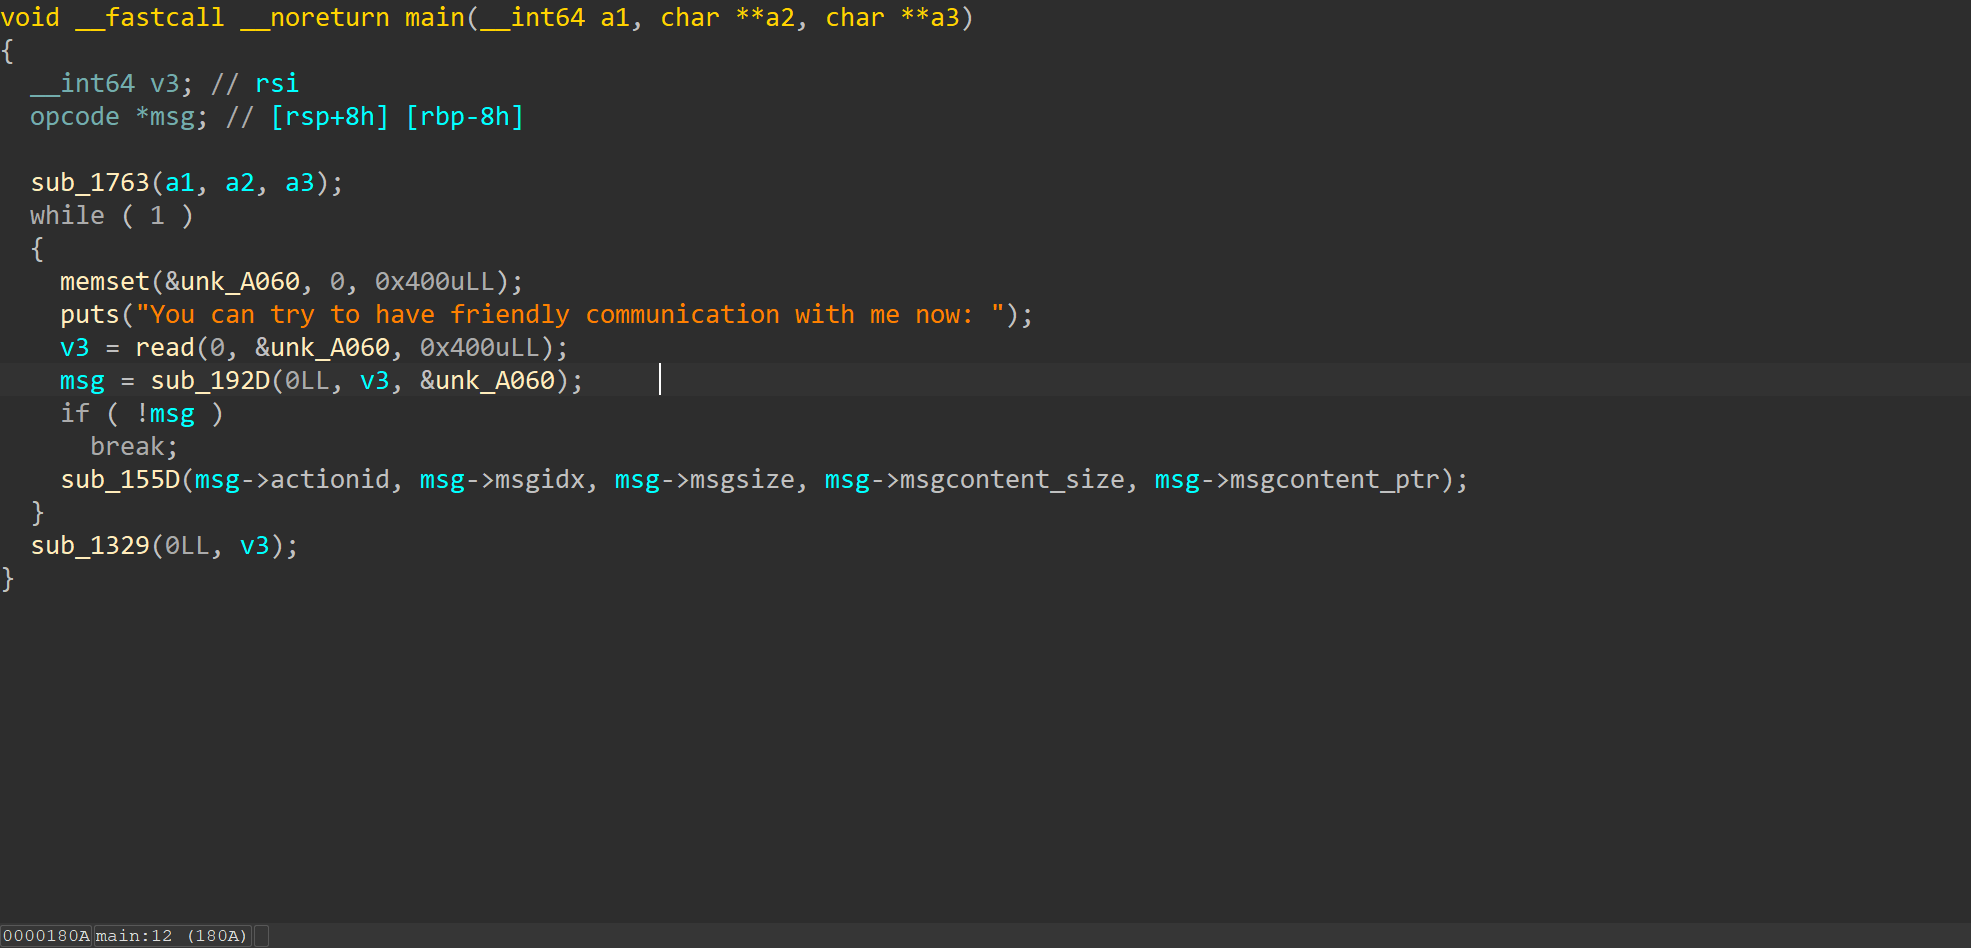 void __fastcall __noreturn main(__int64 a1, char **a2, char **a3)
{
  __int64 v3; // rsi
  opcode *msg; // [rsp+8h] [rbp-8h]

  sub_1763(a1, a2, a3);
  while ( 1 )
  {
    memset(&unk_A060, 0, 0x400uLL);
    puts("You can try to have friendly communication with me now: ");
    v3 = read(0, &unk_A060, 0x400uLL);
    msg = sub_192D(0LL, v3, &unk_A060);
    if ( !msg )
      break;
    sub_155D(msg->actionid, msg->msgidx, msg->msgsize, msg->msgcontent_size, msg->msgcontent_ptr);
  }
  sub_1329(0LL, v3);
}
0000180A main:12 (180A)